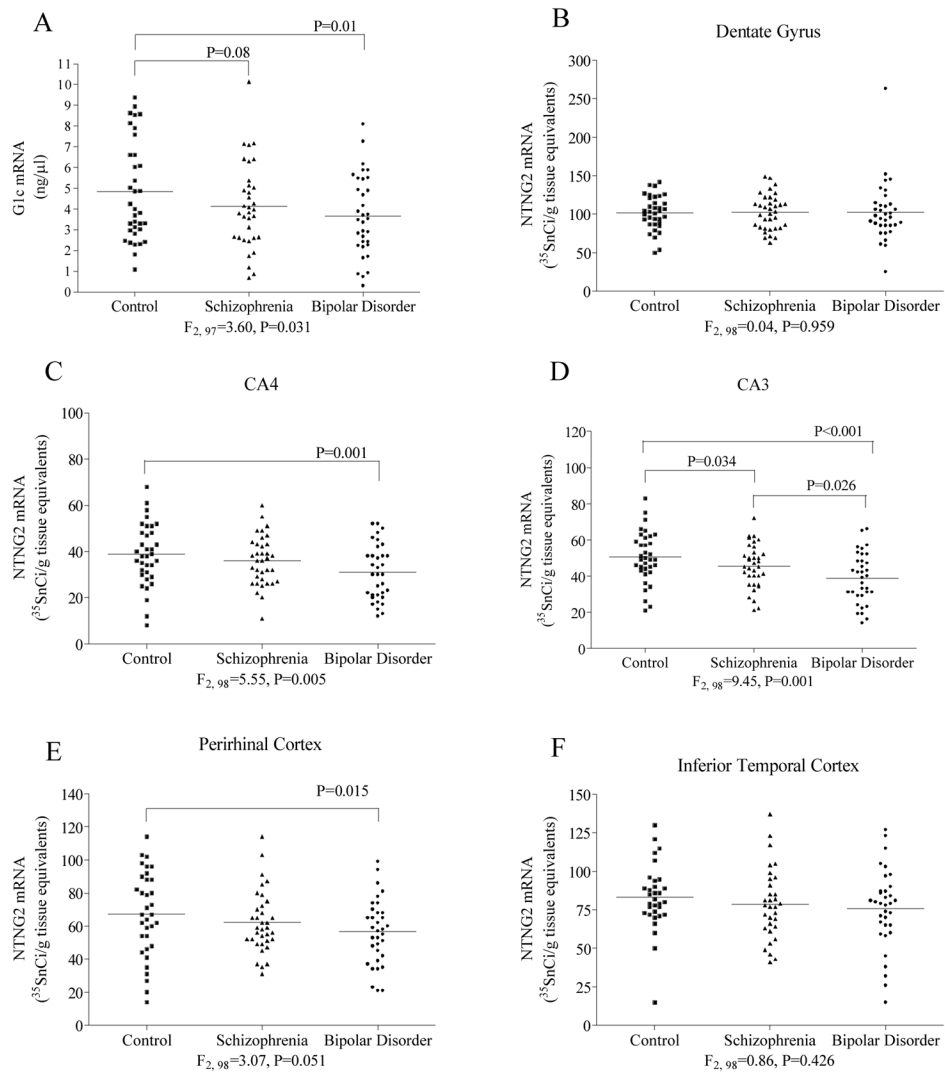 A
P=0.01
P=0.08
G1c mRNA
(ng/µl)
11
10
9
8
7
6
5
4
3
2
1
0
Control Schizophrenia Bipolar Disorder
F2, 97=3.60, P=0.031
B
Dentate Gyrus
NTNG2 mRNA
(35SnCi/g tissue equivalents)
300
250
200
150
100
50
0
Control Schizophrenia Bipolar Disorder
F2, 98=0.04, P=0.959
C
CA4
P=0.001
NTNG2 mRNA
(35SnCi/g tissue equivalents)
100
80
60
40
20
0
Control Schizophrenia Bipolar Disorder
F2, 98=5.55, P=0.005
D
CA3
P<0.001
P=0.034
P=0.026
NTNG2 mRNA
(35SnCi/g tissue equivalents)
120
100
80
60
40
20
0
Control Schizophrenia Bipolar Disorder
F2, 98=9.45, P=0.001
E
Perirhinal Cortex
P=0.015
NTNG2 mRNA
(35SnCi/g tissue equivalents)
140
120
100
80
60
40
20
0
Control Schizophrenia Bipolar Disorder
F2, 98=3.07, P=0.051
F
Inferior Temporal Cortex
NTNG2 mRNA
(35SnCi/g tissue equivalents)
150
125
100
75
50
25
0
Control Schizophrenia Bipolar Disorder
F2, 98=0.86, P=0.426